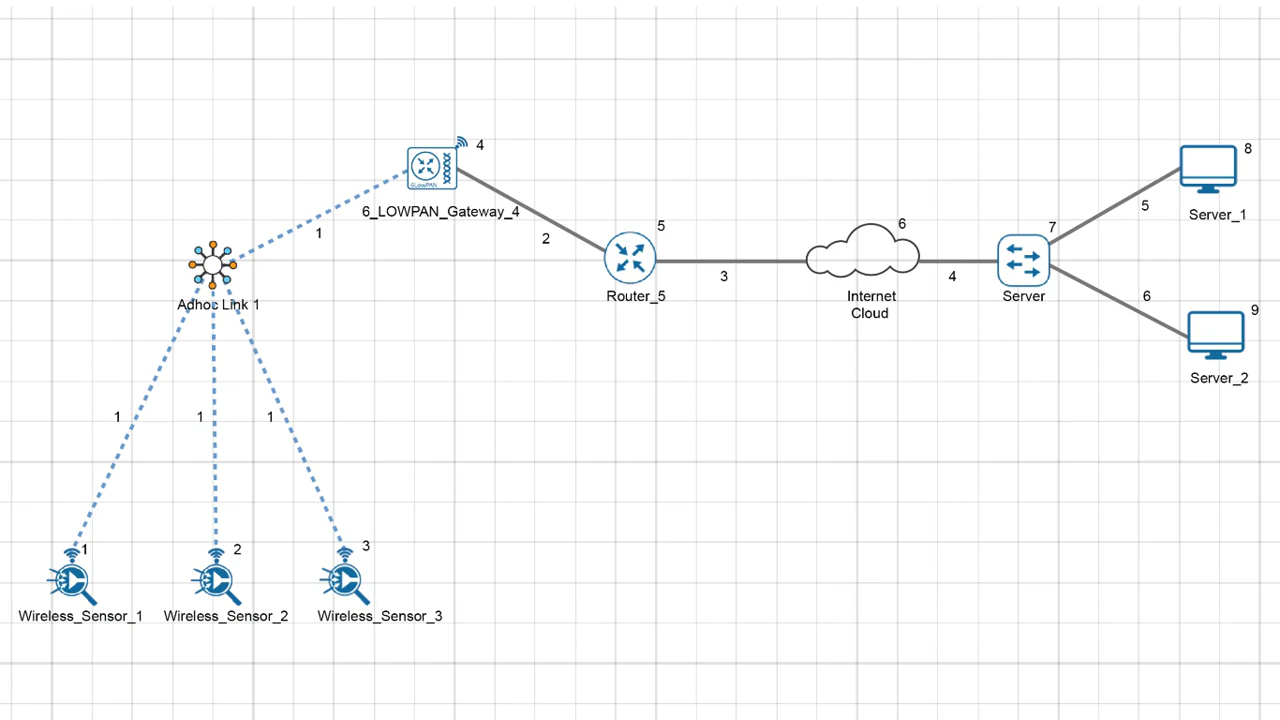 4
8
6LowPAN
6_LOWPAN_Gateway_4
5
Server_1
1
2
5
6
7
3
4
Adhoc Link 1
Router_5
Internet
Cloud
Server
6
9
Server_2
1
1
1
1
2
3
Wireless_Sensor_1
Wireless_Sensor_2
Wireless_Sensor_3